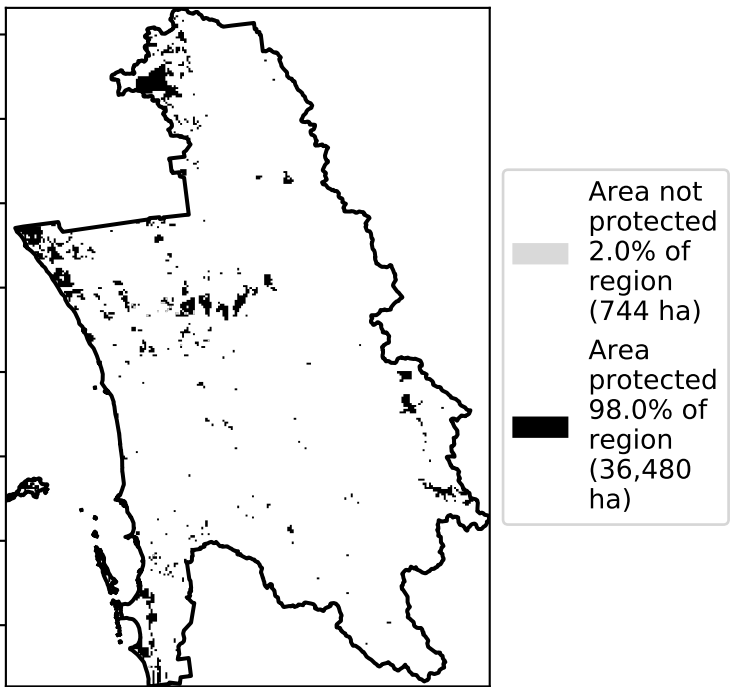 Area not
protected
2.0% of
region
(744 ha)
Area
protected
98.0% of
region
(36,480
ha)